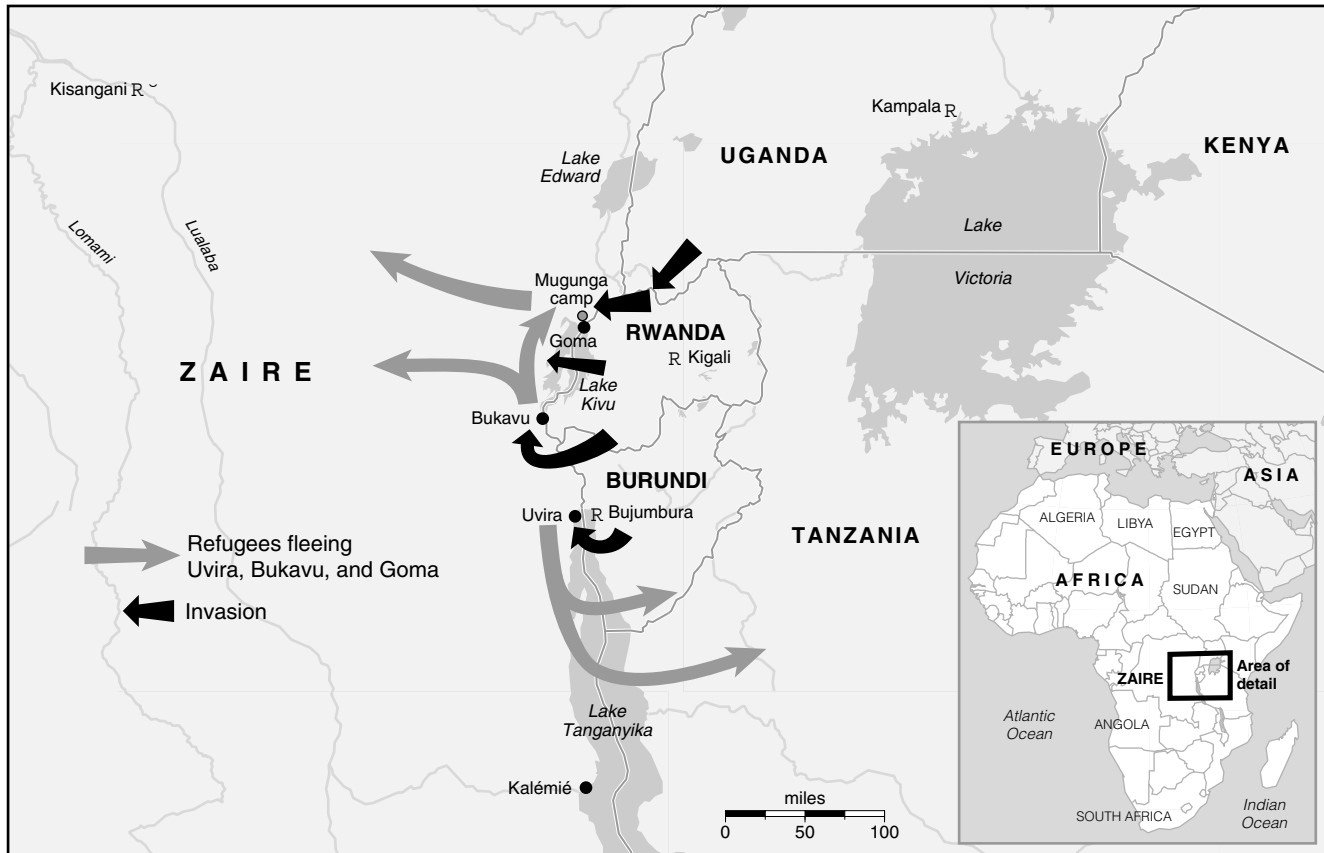 Kisangani R
Kampala R
UGANDA
KENYA
Lake
Edward
Lomami
Lualaba
Lake
Victoria
Mugunga
camp
Goma
RWANDA
R Kigali
ZAIRE
Lake
Kivu
Bukavu
BURUNDI
Uvira
R Bujumbura
TANZANIA
Refugees fleeing
Uvira, Bukavu, and Goma
Invasion
Lake
Tanganyika
Kalémié
miles
0 50 100
EUROPE
ASIA
ALGERIA
LIBYA
EGYPT
AFRICA
SUDAN
ZAIRE
Area of
detail
Atlantic
Ocean
ANGOLA
SOUTH AFRICA
Indian
Ocean